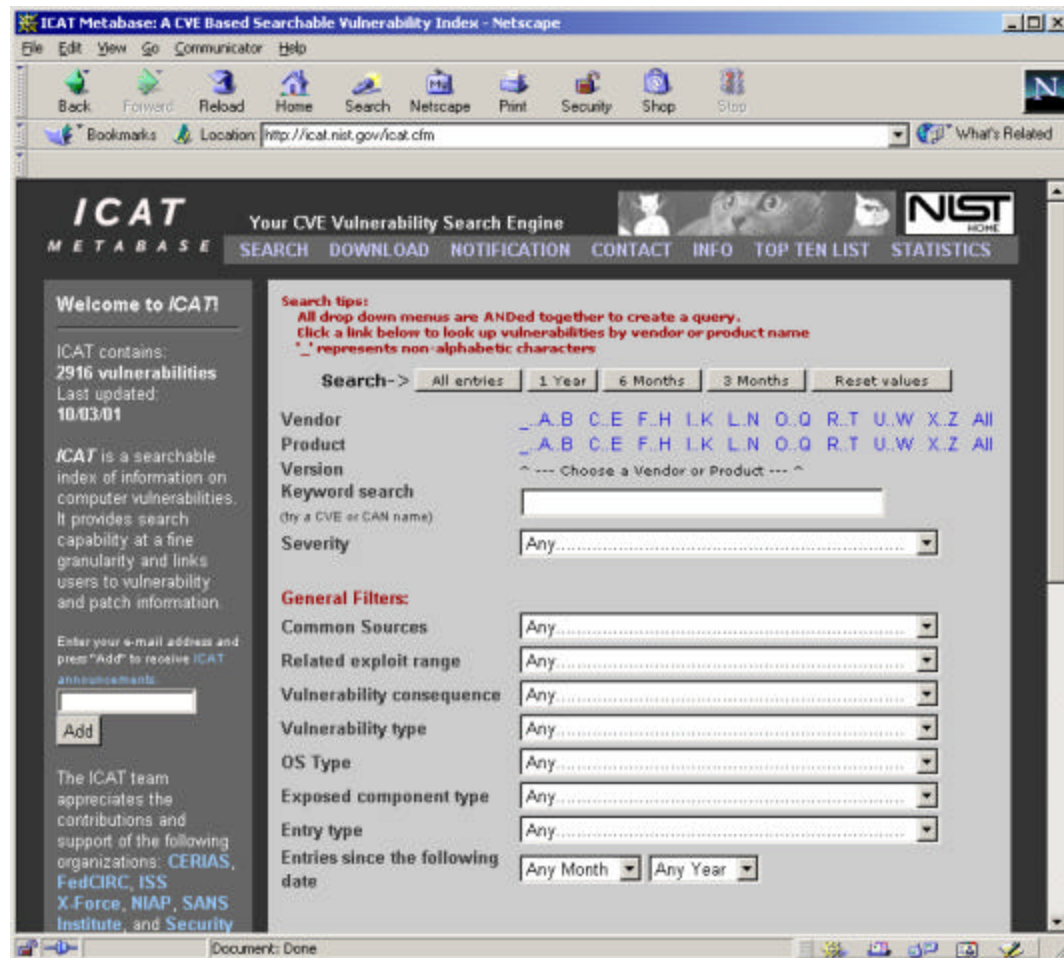 ICAT Metabase: A CVE Based Searchable Vulnerability Index - Netscape
File Edit View Go Communicator Help
Back Forward Reload Home Search Netscape Print Security Shop Stop
N
Bookmarks Location: http://icat.nist.gov/icat.cfm What's Related
ICAT
METABASE
Your CVE Vulnerability Search Engine
NIST
HOME
SEARCH DOWNLOAD NOTIFICATION CONTACT INFO TOP TEN LIST STATISTICS
Welcome to ICAT!
ICAT contains:
2916 vulnerabilities
Last updated:
10/03/01
ICAT is a searchable
index of information on
computer vulnerabilities.
It provides search
capability at a fine
granularity and links
users to vulnerability
and patch information.
Enter your e-mail address and
press "Add" to receive ICAT
announcements.
Add
The ICAT team
appreciates the
contributions and
support of the following
organizations: CERIAS,
FedCIRC, ISS
X-Force, NIAP, SANS
Institute, and Security
Search tips:
All drop down menus are ANDed together to create a query.
Click a link below to look up vulnerabilities by vendor or product name
'_' represents non-alphabetic characters
Search-> All entries 1 Year 6 Months 3 Months Reset values
Vendor _..A..B C..E F..H I..K L..N O..Q R..T U..W X..Z All
Product _..A..B C..E F..H I..K L..N O..Q R..T U..W X..Z All
Version ^ --- Choose a Vendor or Product --- ^
Keyword search
(try a CVE or CAN name)
Severity Any
General Filters:
Common Sources Any
Related exploit range Any
Vulnerability consequence Any
Vulnerability type Any
OS Type Any
Exposed component type Any
Entry type Any
Entries since the following
date Any Month Any Year
Document: Done